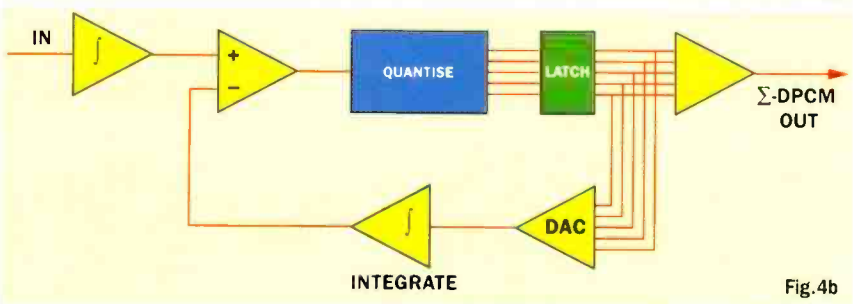 IN
∫
+
−
QUANTISE
LATCH
Σ-DPCM
OUT
∫
DAC
INTEGRATE
Fig.4b